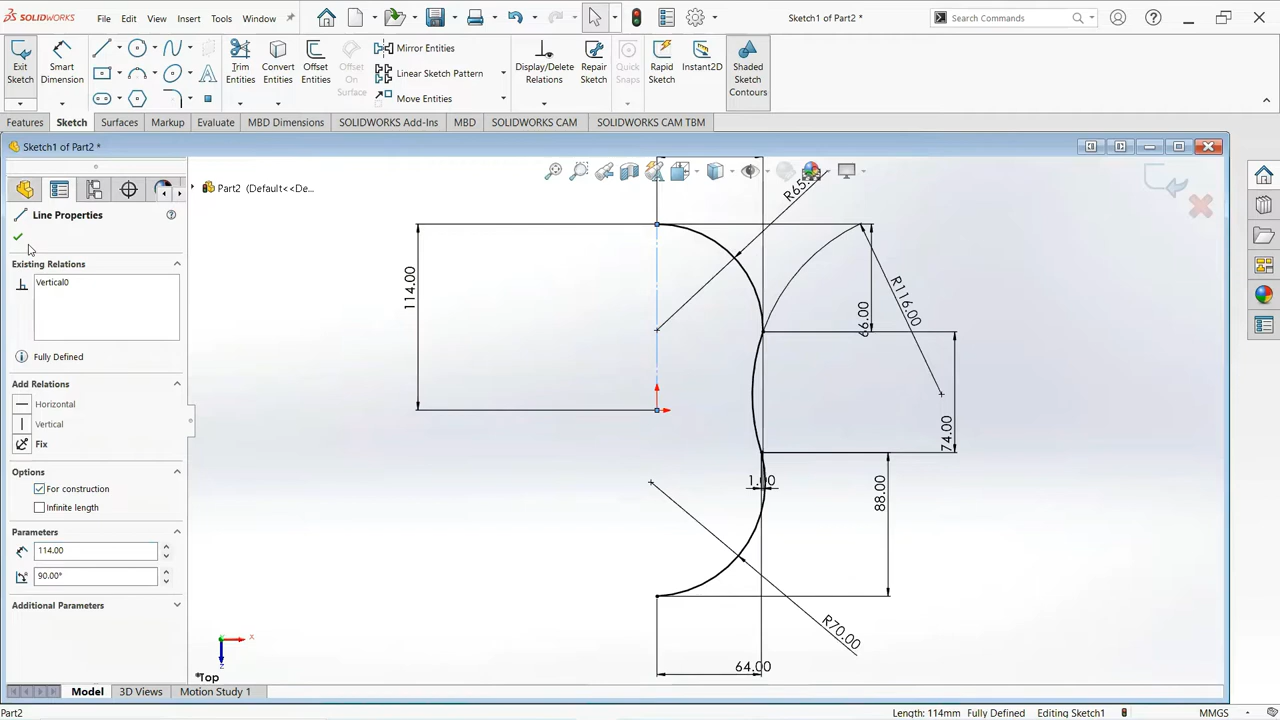 SOLIDWORKS
File Edit View Insert Tools Window
Sketch1 of Part2 *
Search Commands
Exit Sketch
Smart Dimension
Trim Entities
Convert Entities
Offset Entities
Offset On Surface
Mirror Entities
Linear Sketch Pattern
Move Entities
Display/Delete Relations
Repair Sketch
Quick Snaps
Rapid Sketch
Instant2D
Shaded Sketch Contours
Features Sketch Surfaces Markup Evaluate MBD Dimensions SOLIDWORKS Add-Ins MBD SOLIDWORKS CAM SOLIDWORKS CAM TBM
Sketch1 of Part2 *
Part2 (Default<<De...
Line Properties
Existing Relations
Vertical0
Fully Defined
Add Relations
Horizontal
Vertical
Fix
Options
For construction
Infinite length
Parameters
114.00
90.00°
Additional Parameters
114.00
R116.00
66.00
74.00
1.00
88.00
R70.00
64.00
x
z
*Top
Model 3D Views Motion Study 1
Part2
Length: 114mm Fully Defined Editing Sketch1
MMGS